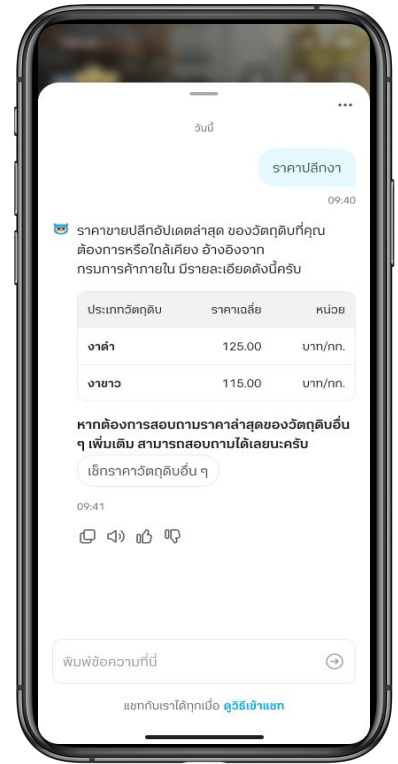 วันนี้
ราคาปลีกงา
09:40
ราคาขายปลีกอัปเดตล่าสุด ของวัตถุดิบที่คุณ
ต้องการหรือใกล้เคียง อ้างอิงจาก
กรมการค้าภายใน มีรายละเอียดดังนี้ครับ
ประเภทวัตถุดิบ ราคาเฉลี่ย หน่วย
งาดำ 125.00 บาท/กก.
งาขาว 115.00 บาท/กก.
หากต้องการสอบถามราคาล่าสุดของวัตถุดิบอื่น
ๆ เพิ่มเติม สามารถสอบถามได้เลยนะครับ
เช็กราคาวัตถุดิบอื่น ๆ
09:41
พิมพ์ข้อความที่นี่
แชทกับเราได้ทุกเมื่อ ดูวิธีเข้าแชท